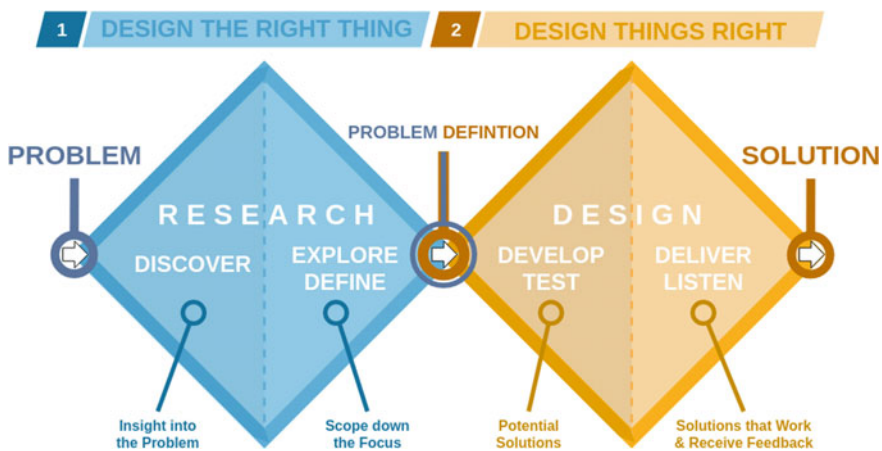 1 DESIGN THE RIGHT THING 2 DESIGN THINGS RIGHT
PROBLEM DEFINTION
PROBLEM
SOLUTION
RESEARCH
DISCOVER
EXPLORE
DEFINE
DESIGN
DEVELOP
TEST
DELIVER
LISTEN
Insight into
the Problem
Scope down
the Focus
Potential
Solutions
Solutions that Work
& Receive Feedback